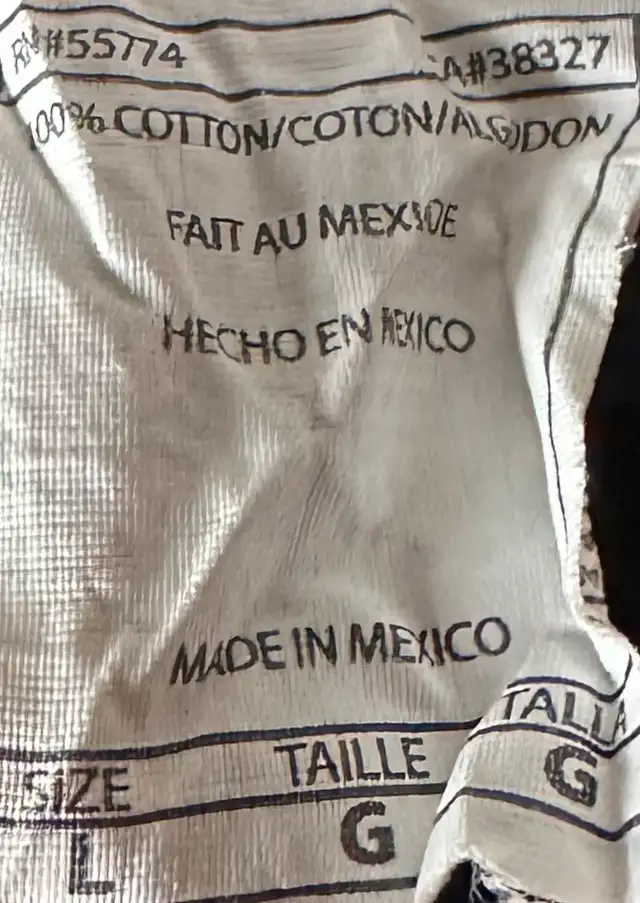 RN#55774 CA#38327
100% COTTON/COTON/ALGODON
FAIT AU MEXIQUE
HECHO EN MEXICO
MADE IN MEXICO
SIZE TAILLE TALLA
L G G